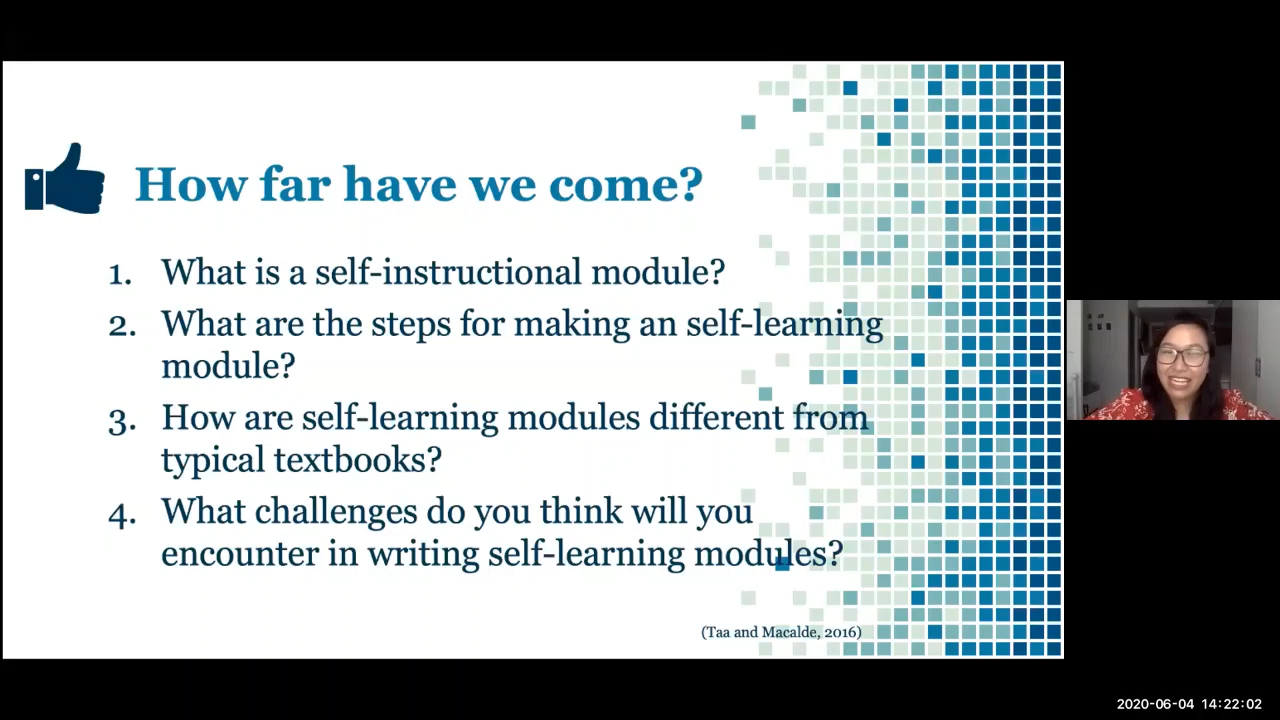 How far have we come?
1. What is a self-instructional module?
2. What are the steps for making an self-learning
module?
3. How are self-learning modules different from
typical textbooks?
4. What challenges do you think will you
encounter in writing self-learning modules?
(Taa and Macalde, 2016)
2020-06-04 14:22:02